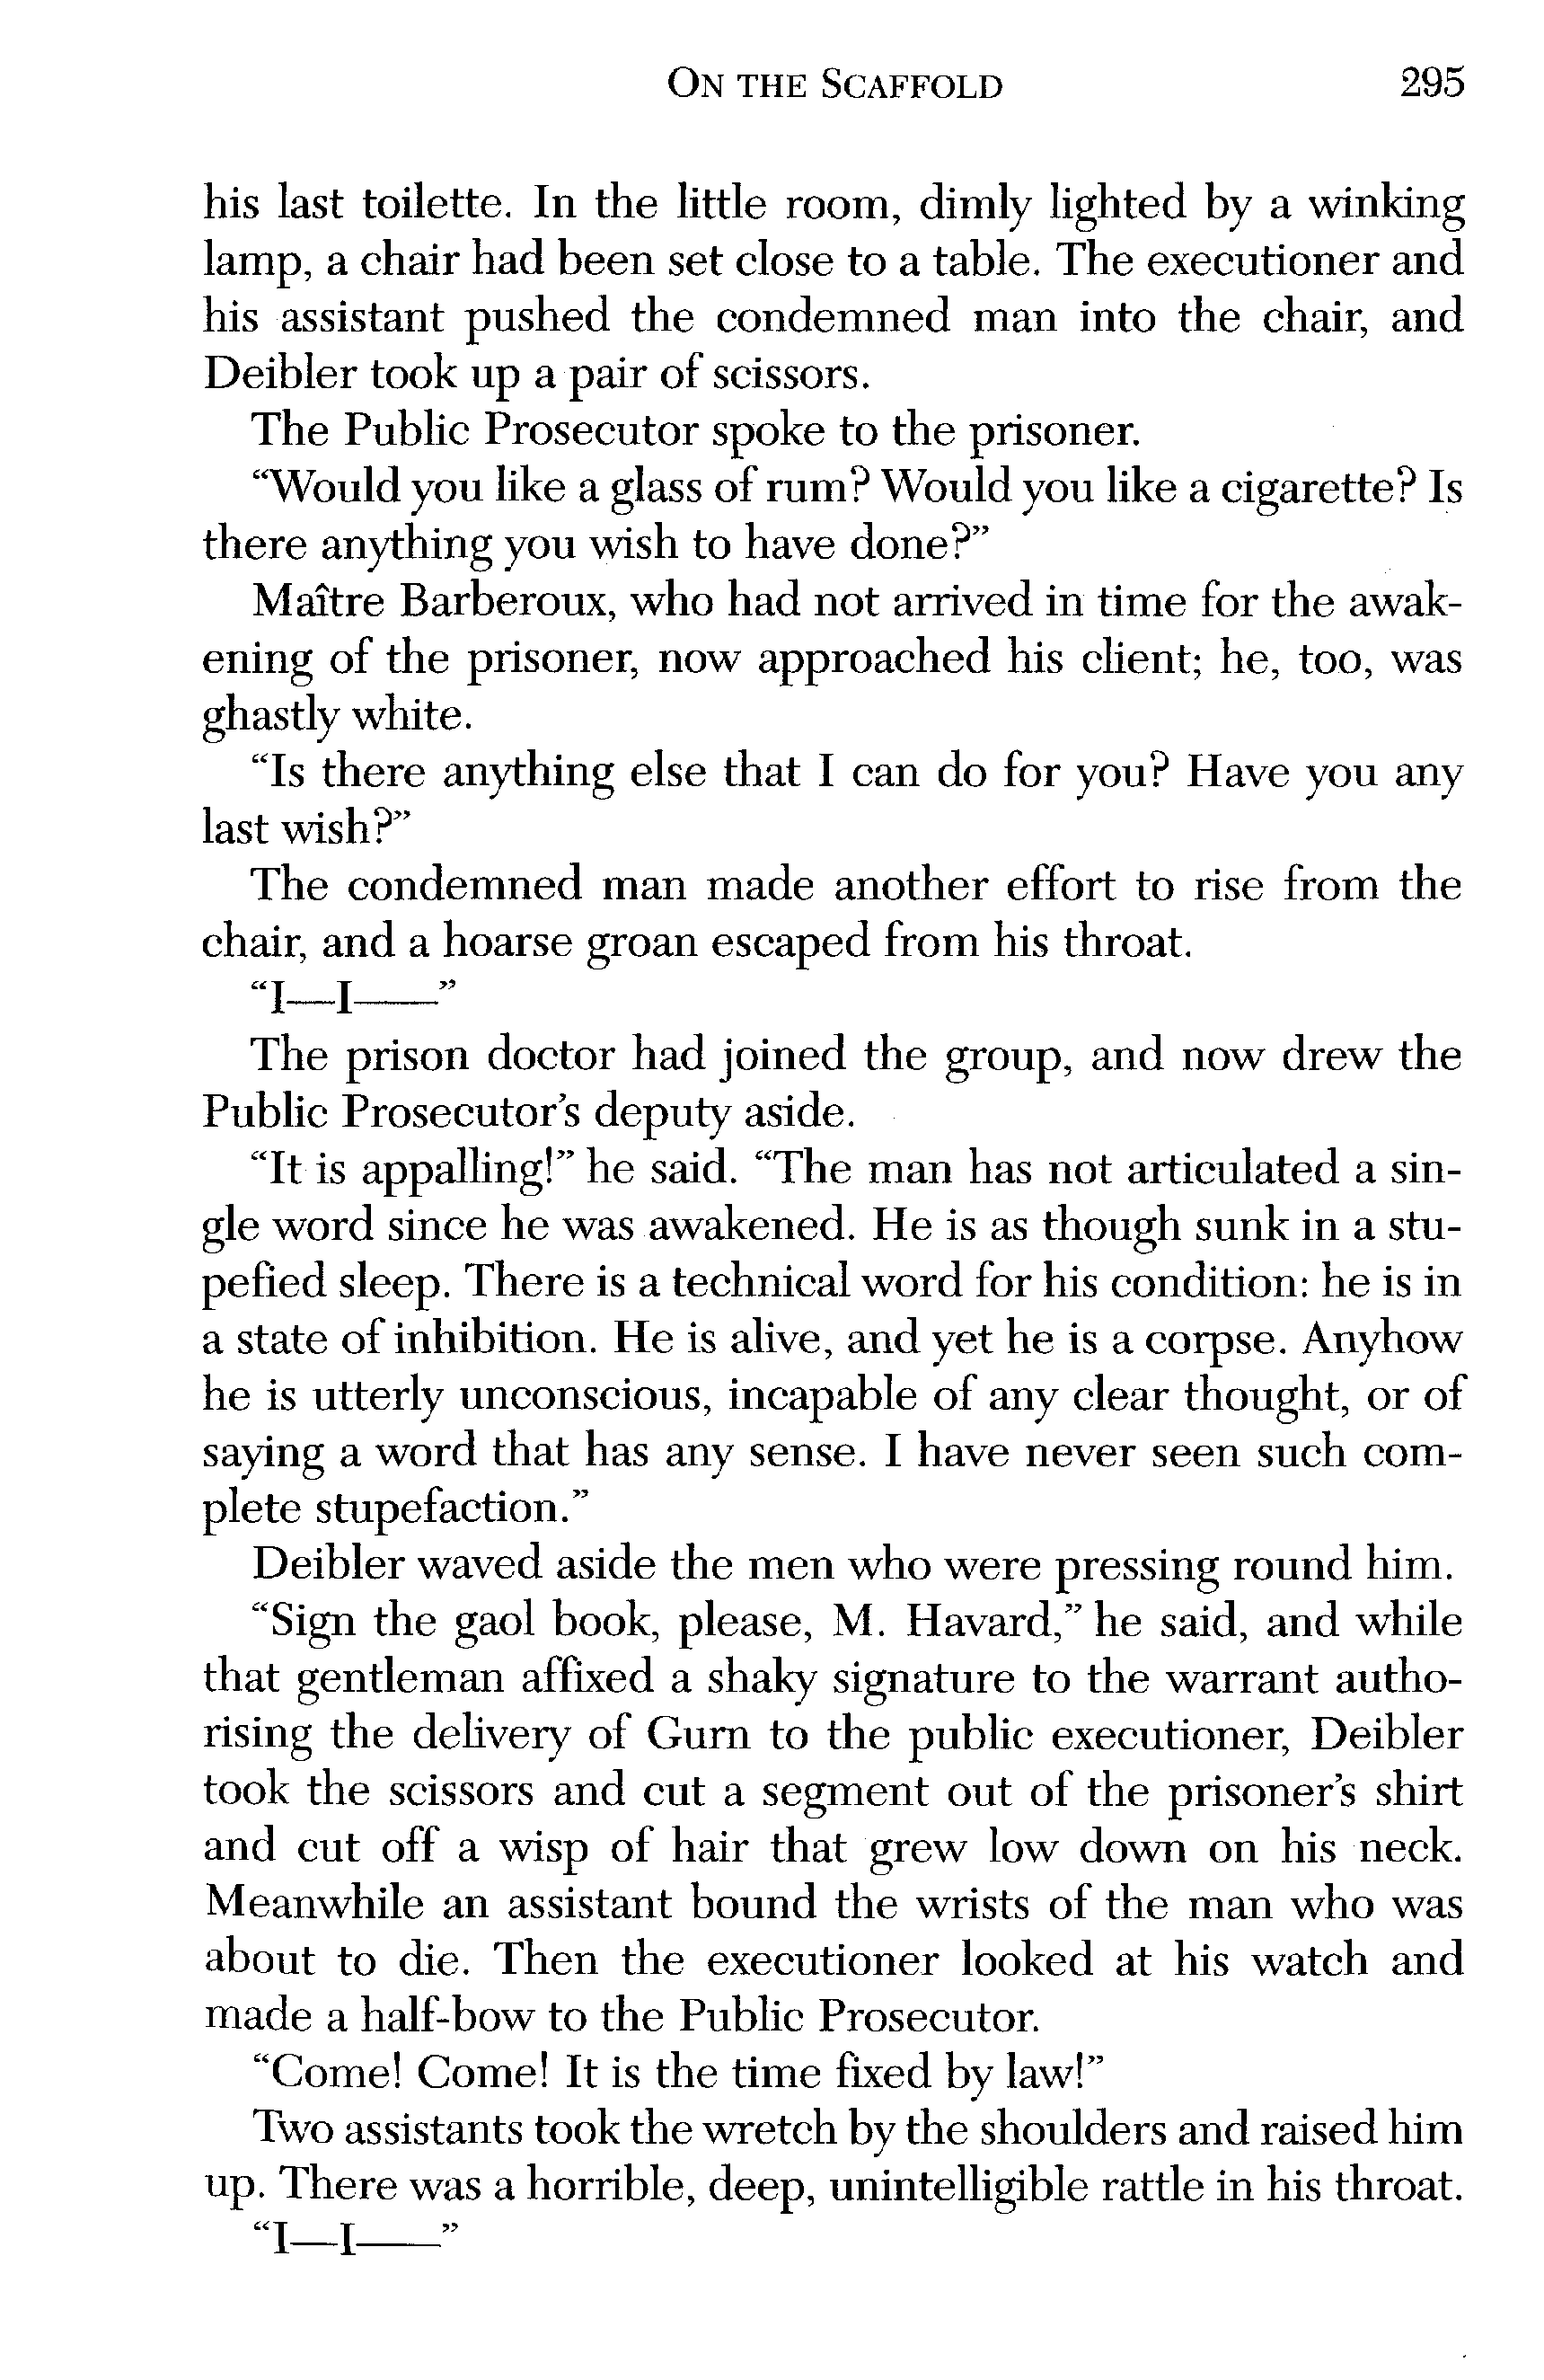 ON THE SCAFFOLD 295
his last toilette. In the little room, dimly lighted by a winking
lamp, a chair had been set close to a table. The executioner and
his assistant pushed the condemned man into the chair, and
Deibler took up a pair of scissors.
The Public Prosecutor spoke to the prisoner.
“Would you like a glass of rum? Would you like a cigarette? Is
there anything you wish to have done?”
Maître Barberoux, who had not arrived in time for the awak-
ening of the prisoner, now approached his client; he, too, was
ghastly white.
“Is there anything else that I can do for you? Have you any
last wish?”
The condemned man made another effort to rise from the
chair, and a hoarse groan escaped from his throat.
“I—I——”
The prison doctor had joined the group, and now drew the
Public Prosecutor’s deputy aside.
“It is appalling!” he said. “The man has not articulated a sin-
gle word since he was awakened. He is as though sunk in a stu-
pefied sleep. There is a technical word for his condition: he is in
a state of inhibition. He is alive, and yet he is a corpse. Anyhow
he is utterly unconscious, incapable of any clear thought, or of
saying a word that has any sense. I have never seen such com-
plete stupefaction.”
Deibler waved aside the men who were pressing round him.
“Sign the gaol book, please, M. Havard,” he said, and while
that gentleman affixed a shaky signature to the warrant autho-
rising the delivery of Gurn to the public executioner, Deibler
took the scissors and cut a segment out of the prisoner’s shirt
and cut off a wisp of hair that grew low down on his neck.
Meanwhile an assistant bound the wrists of the man who was
about to die. Then the executioner looked at his watch and
made a half-bow to the Public Prosecutor.
“Come! Come! It is the time fixed by law!”
Two assistants took the wretch by the shoulders and raised him
up. There was a horrible, deep, unintelligible rattle in his throat.
“I—I——”